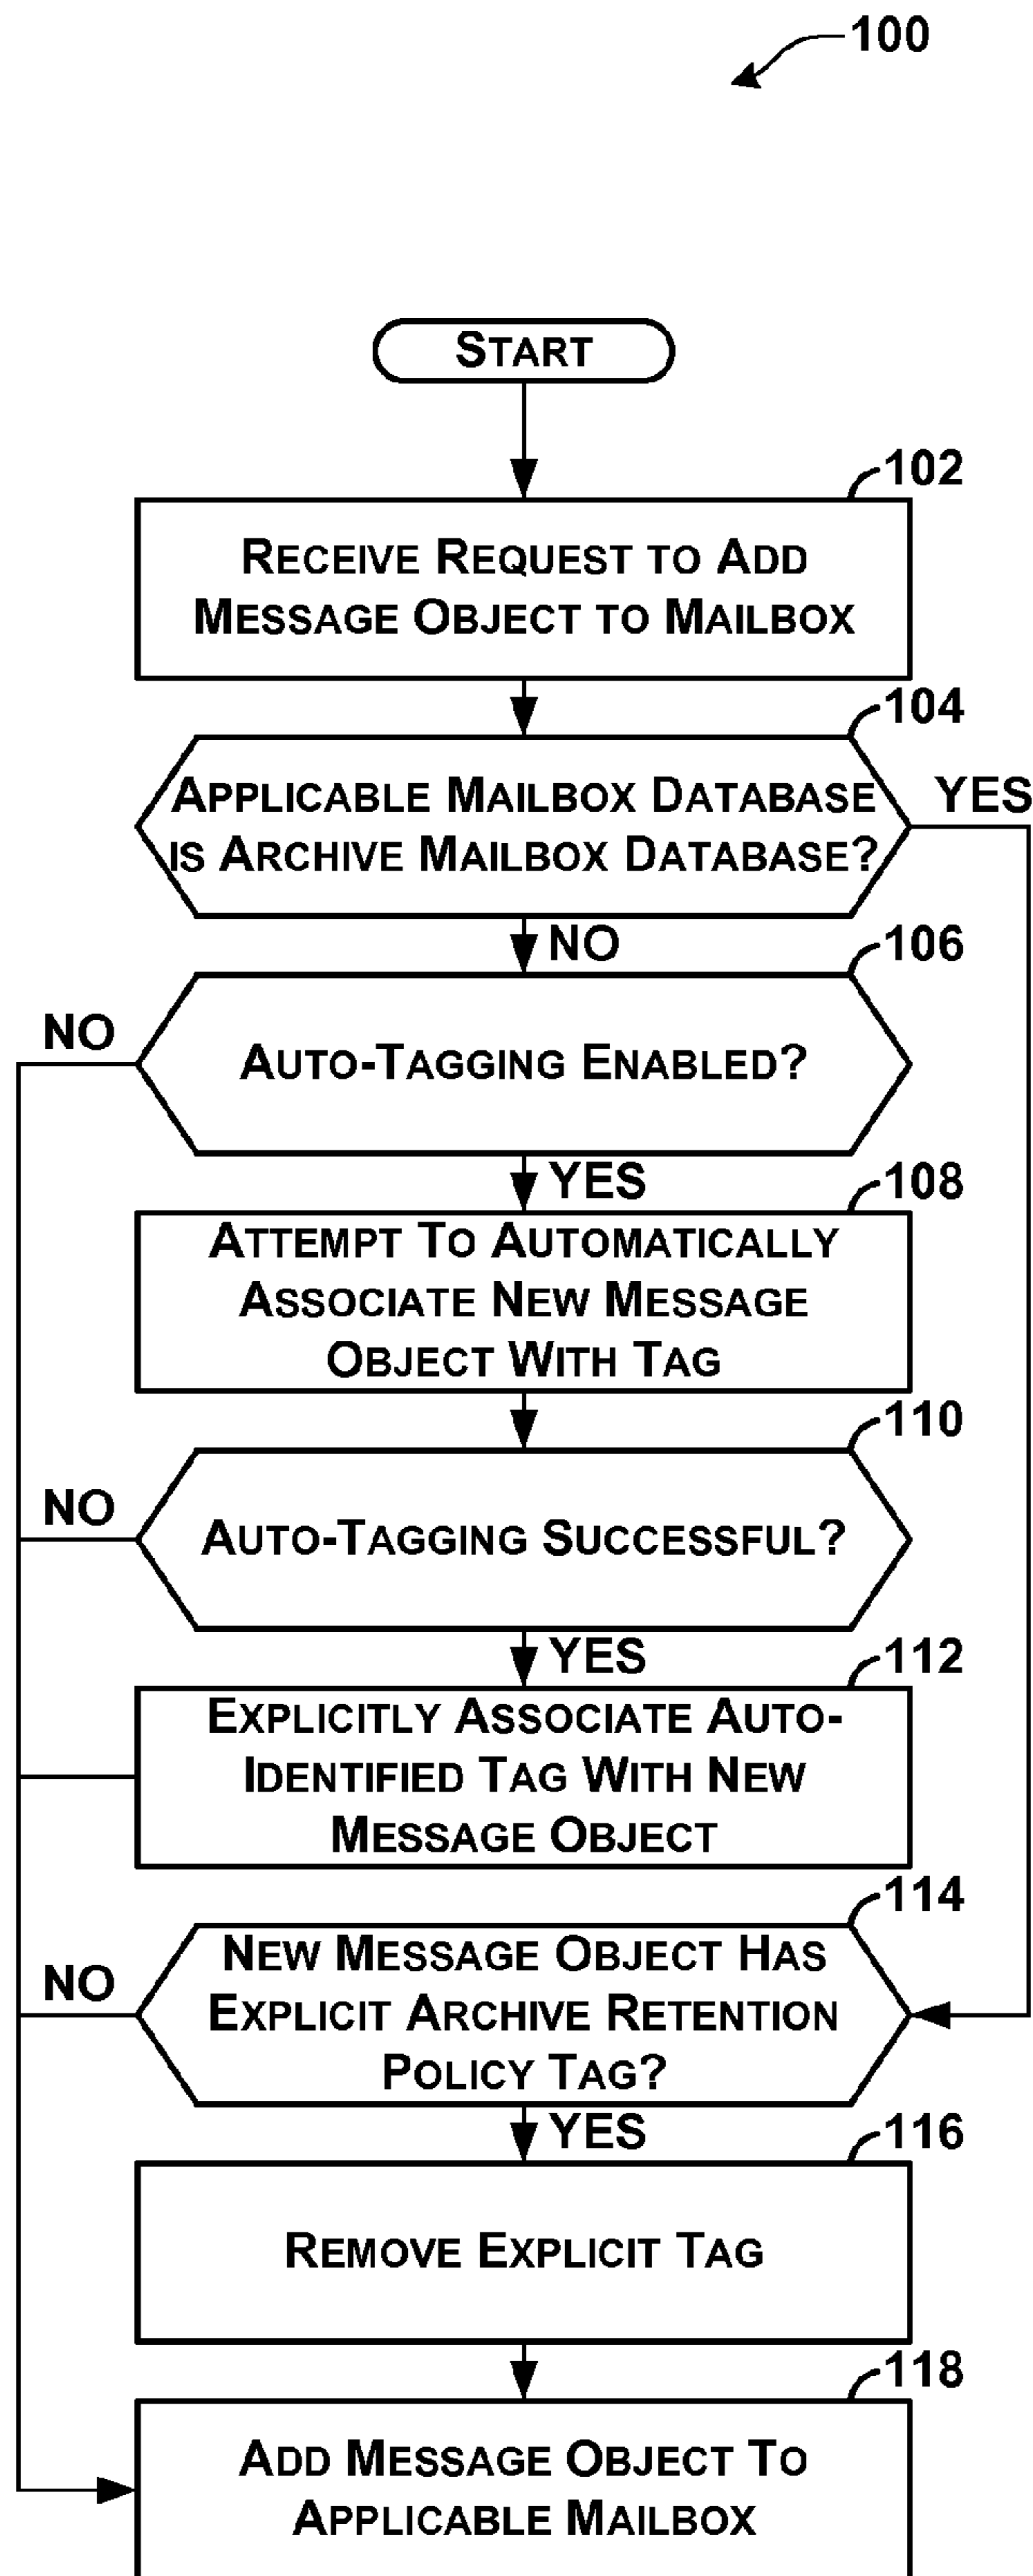 100
START
102
RECEIVE REQUEST TO ADD
MESSAGE OBJECT TO MAILBOX
104
APPLICABLE MAILBOX DATABASE
IS ARCHIVE MAILBOX DATABASE?
YES
NO
106
NO
AUTO-TAGGING ENABLED?
YES
108
ATTEMPT TO AUTOMATICALLY
ASSOCIATE NEW MESSAGE
OBJECT WITH TAG
110
NO
AUTO-TAGGING SUCCESSFUL?
YES
112
EXPLICITLY ASSOCIATE AUTO-
IDENTIFIED TAG WITH NEW
MESSAGE OBJECT
114
NO
NEW MESSAGE OBJECT HAS
EXPLICIT ARCHIVE RETENTION
POLICY TAG?
YES
116
REMOVE EXPLICIT TAG
118
ADD MESSAGE OBJECT TO
APPLICABLE MAILBOX